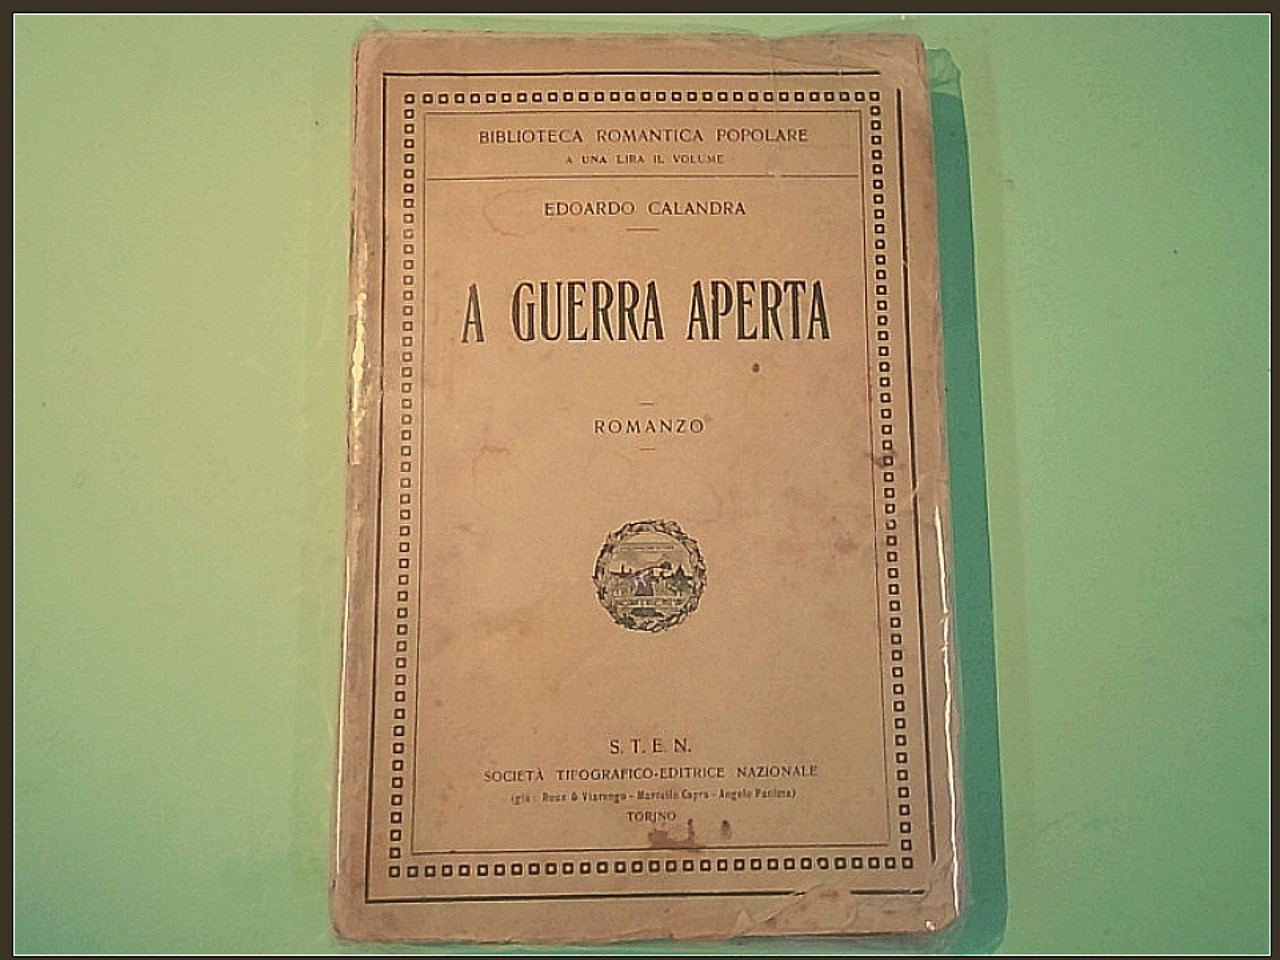 BIBLIOTECA ROMANTICA POPOLARE
A UNA LIRA IL VOLUME
EDOARDO CALANDRA
A GUERRA APERTA
ROMANZO
S. T. E. N.
SOCIETÀ TIPOGRAFICO-EDITRICE NAZIONALE
(già: Roux & Viarengo - Marcello Capra - Angelo Panizza)
TORINO